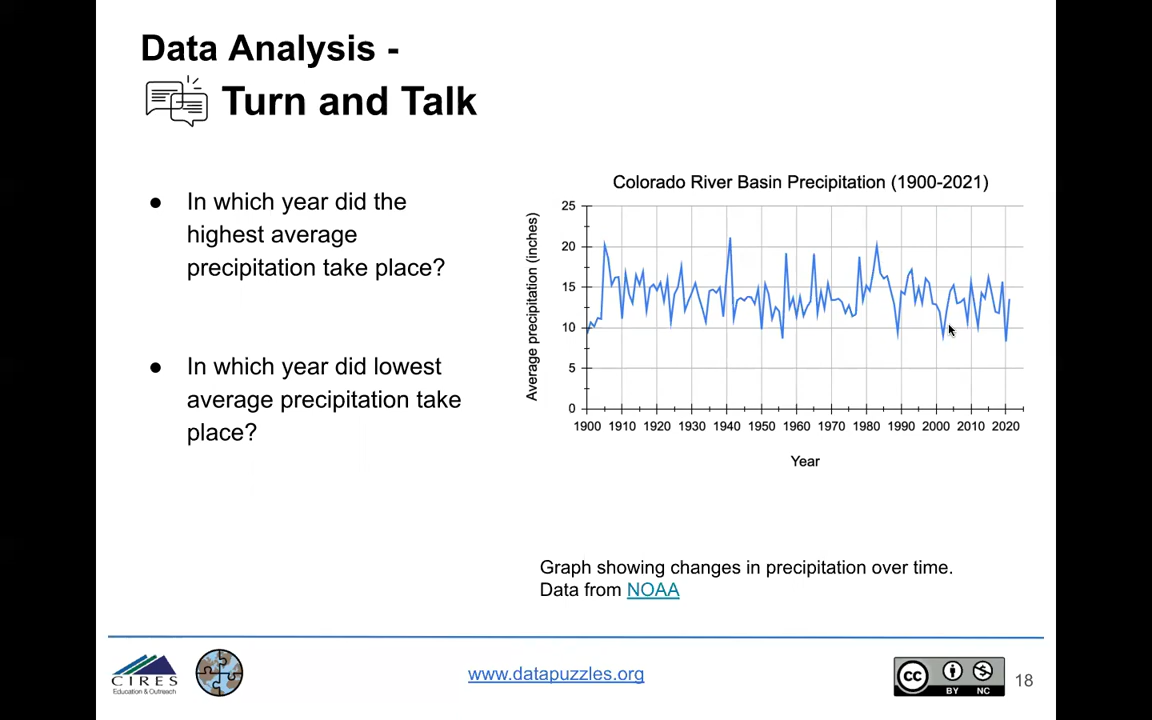 Data Analysis -
Turn and Talk
● In which year did the
highest average
precipitation take place?
● In which year did lowest
average precipitation take
place?
Colorado River Basin Precipitation (1900-2021)
Average precipitation (inches)
25
20
15
10
5
0
1900 1910 1920 1930 1940 1950 1960 1970 1980 1990 2000 2010 2020
Year
Graph showing changes in precipitation over time.
Data from NOAA
CIRES
Education & Outreach
www.datapuzzles.org
cc
BY NC
18